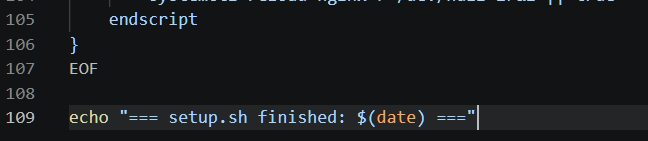 105 endscript
106 }
107 EOF
108
109 echo "=== setup.sh finished: $(date) ==="